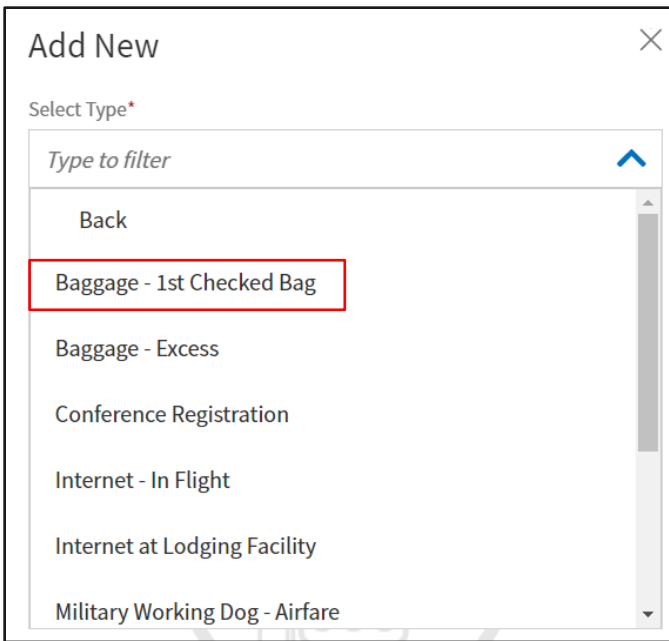 Add New
Select Type*
Type to filter
Back
Baggage - 1st Checked Bag
Baggage - Excess
Conference Registration
Internet - In Flight
Internet at Lodging Facility
Military Working Dog - Airfare